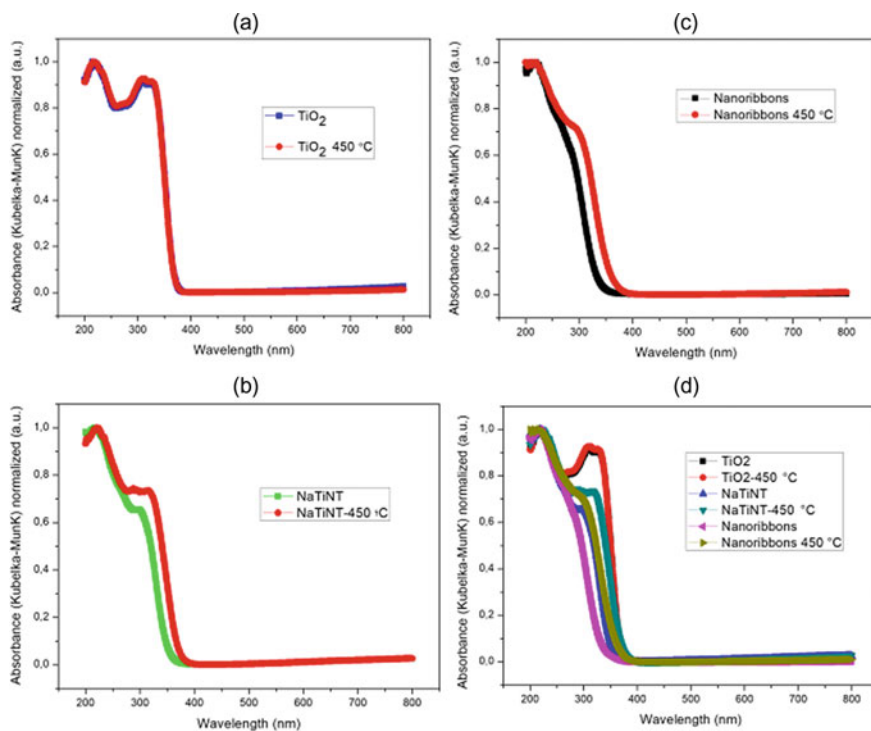 (a)
Absorbance (Kubelka-MunK) normalized (a.u.)
1,0
0,8
0,6
0,4
0,2
0,0
TiO2
TiO2 450 °C
200 300 400 500 600 700 800
Wavelength (nm)
(c)
Absorbance (Kubelka-MunK) normalized (a.u.)
1,0
0,8
0,6
0,4
0,2
0,0
Nanoribbons
Nanoribbons 450 °C
200 300 400 500 600 700 800
Wavelength (nm)
(b)
Absorbance (Kubelka-MunK) normalized (a.u.)
1,0
0,8
0,6
0,4
0,2
0,0
NaTiNT
NaTiNT-450 °C
200 300 400 500 600 700 800
Wavelength (nm)
(d)
Absorbance (Kubelka-MunK) normalized (a.u.)
1,0
0,8
0,6
0,4
0,2
0,0
TiO2
TiO2-450 °C
NaTiNT
NaTiNT-450 °C
Nanoribbons
Nanoribbons 450 °C
200 300 400 500 600 700 800
Wavelength (nm)